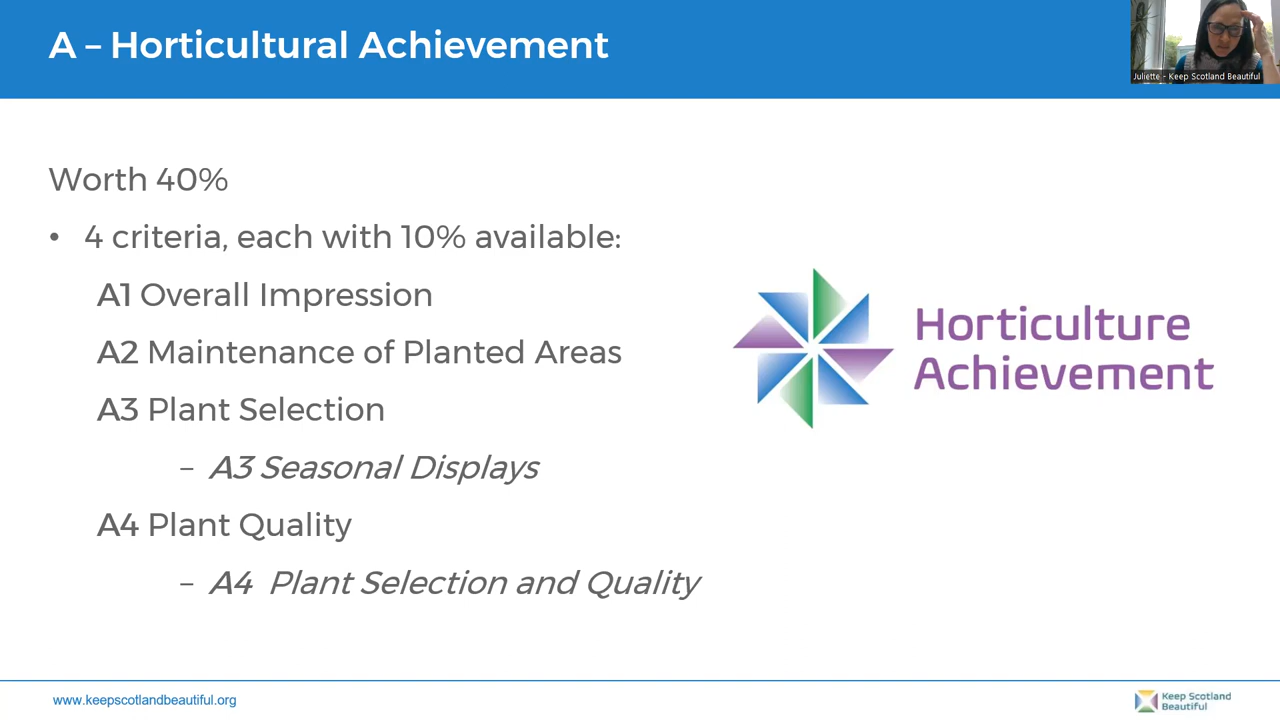 A – Horticultural Achievement
Juliette - Keep Scotland Beautiful
Worth 40%
• 4 criteria, each with 10% available:
A1 Overall Impression
A2 Maintenance of Planted Areas
A3 Plant Selection
– A3 Seasonal Displays
A4 Plant Quality
– A4 Plant Selection and Quality
Horticulture
Achievement
www.keepscotlandbeautiful.org
Keep Scotland
Beautiful